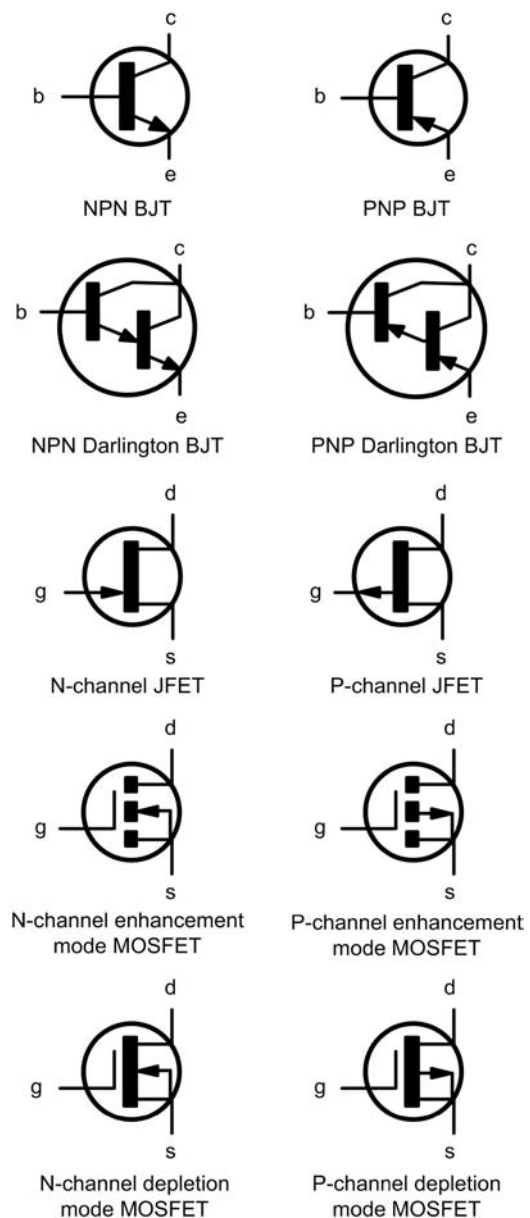 c c
b b
e e
NPN BJT PNP BJT
c c
b b
e e
NPN Darlington BJT PNP Darlington BJT
d d
g g
s s
N-channel JFET P-channel JFET
d d
g g
s s
N-channel enhancement P-channel enhancement
mode MOSFET mode MOSFET
d d
g g
s s
N-channel depletion P-channel depletion
mode MOSFET mode MOSFET